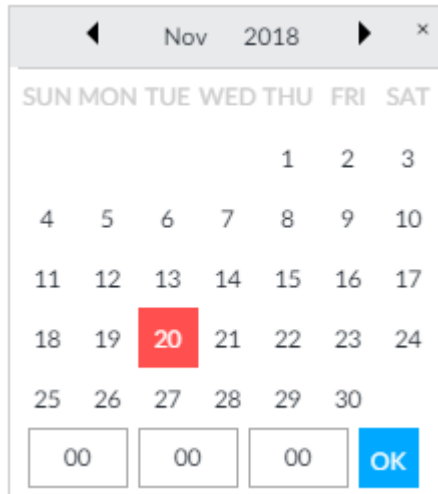 Nov 2018 ×
SUN MON TUE WED THU FRI SAT
1 2 3
4 5 6 7 8 9 10
11 12 13 14 15 16 17
18 19 20 21 22 23 24
25 26 27 28 29 30
00 00 00 OK